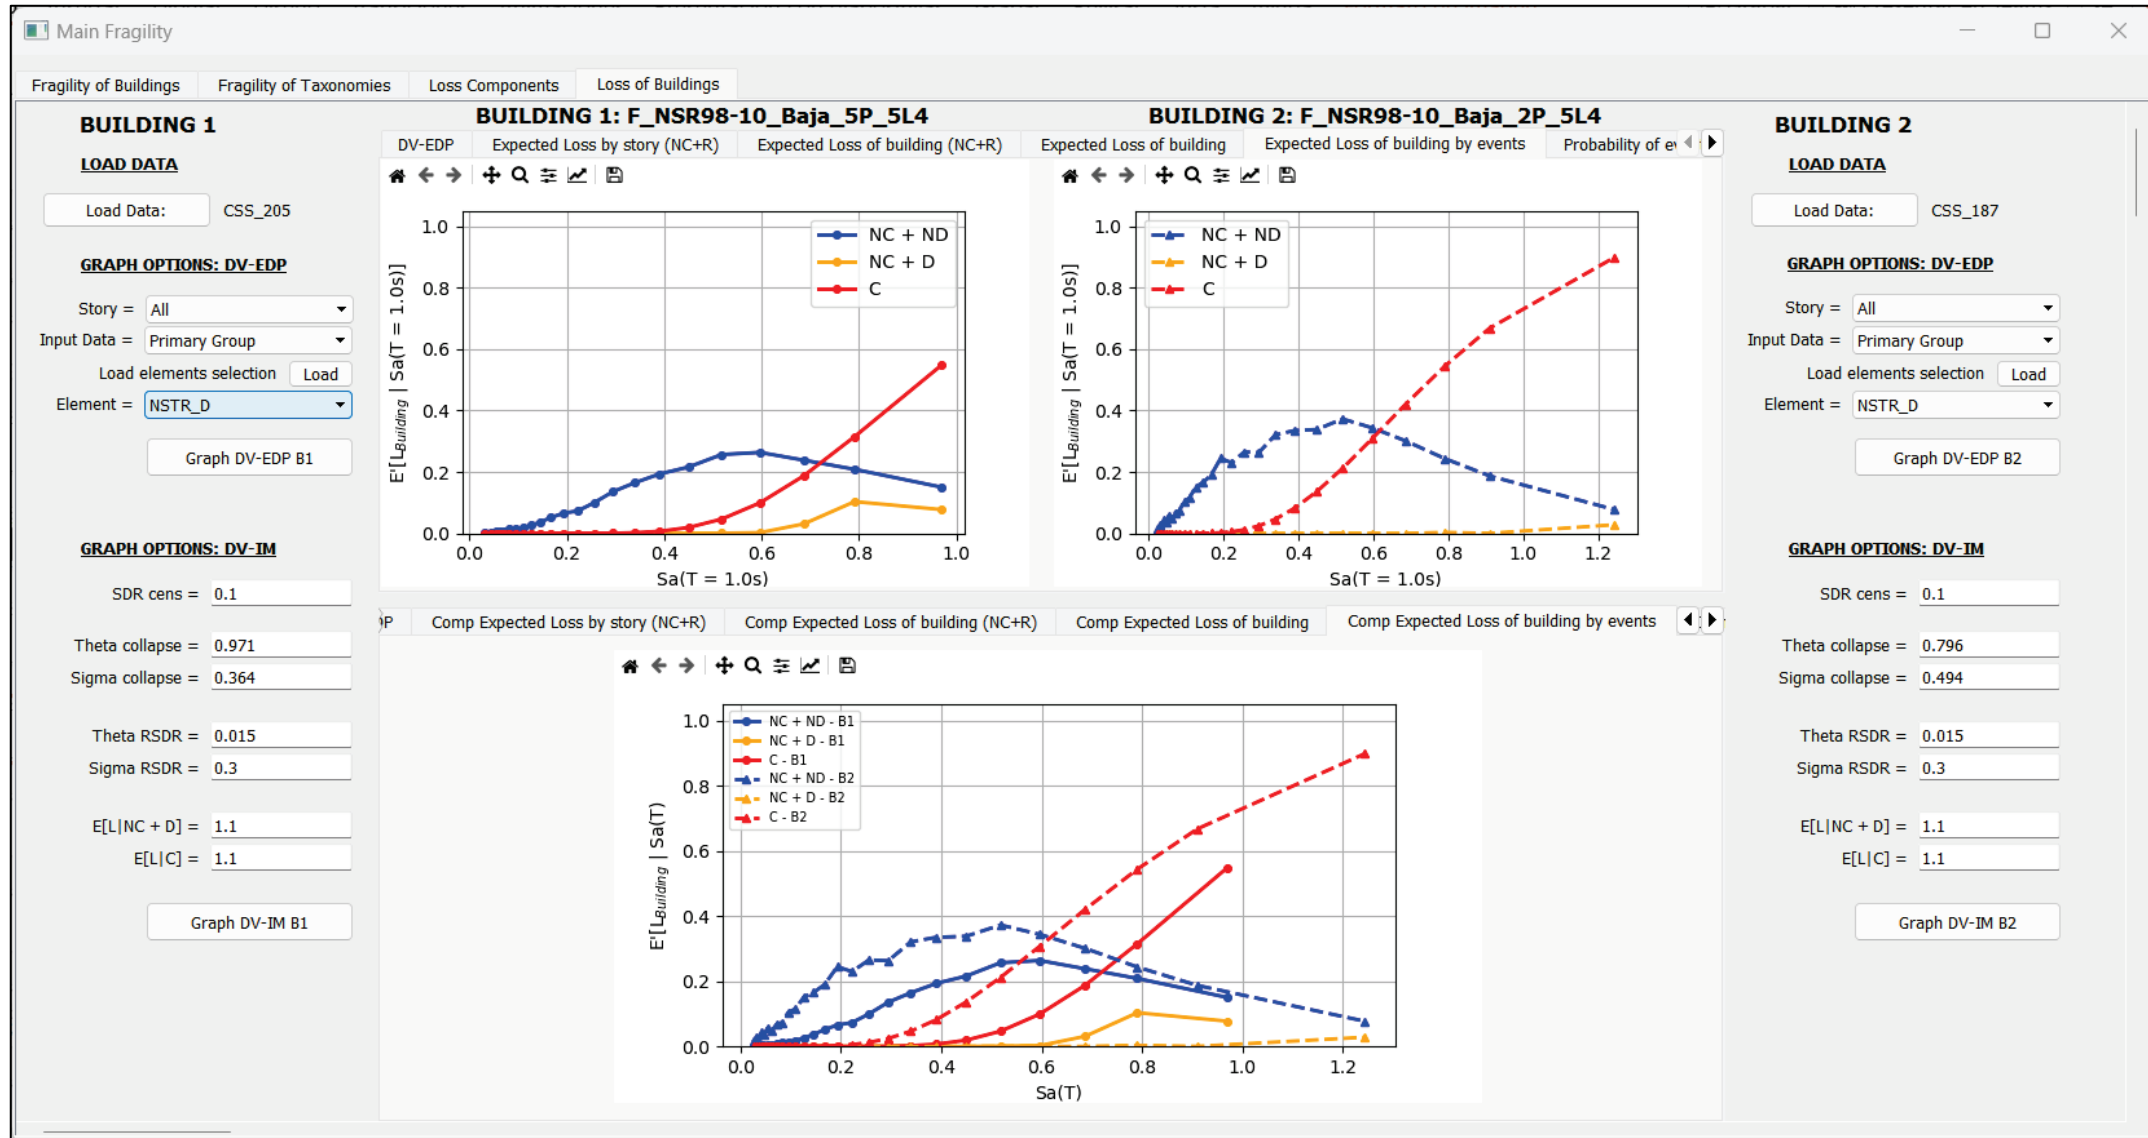 Main Fragility
Fragility of Buildings
Fragility of Taxonomies
Loss Components
Loss of Buildings
BUILDING 1
LOAD DATA
Load Data:
CSS_205
GRAPH OPTIONS: DV-EDP
Story =
All
Input Data =
Primary Group
Load elements selection
Load
Element =
NSTR_D
Graph DV-EDP B1
GRAPH OPTIONS: DV-IM
SDR cens =
0.1
Theta collapse =
0.971
Sigma collapse =
0.364
Theta RSDR =
0.015
Sigma RSDR =
0.3
E[L|NC + D] =
1.1
E[L|C] =
1.1
Graph DV-IM B1
BUILDING 1: F_NSR98-10_Baja_5P_5L4
BUILDING 2: F_NSR98-10_Baja_2P_5L4
DV-EDP
Expected Loss by story (NC+R)
Expected Loss of building (NC+R)
Expected Loss of building
Expected Loss of building by events
Probability of ev
1.0
0.8
0.6
0.4
0.2
0.0
E'[L_Building | Sa(T = 1.0s)]
NC + ND
NC + D
C
0.0 0.2 0.4 0.6 0.8 1.0
Sa(T = 1.0s)
1.0
0.8
0.6
0.4
0.2
0.0
E'[L_Building | Sa(T = 1.0s)]
NC + ND
NC + D
C
0.0 0.2 0.4 0.6 0.8 1.0 1.2
Sa(T = 1.0s)
Comp Expected Loss by story (NC+R)
Comp Expected Loss of building (NC+R)
Comp Expected Loss of building
Comp Expected Loss of building by events
1.0
0.8
0.6
0.4
0.2
0.0
E'[L_Building | Sa(T)
NC + ND - B1
NC + D - B1
C - B1
NC + ND - B2
NC + D - B2
C - B2
0.0 0.2 0.4 0.6 0.8 1.0 1.2
Sa(T)
BUILDING 2
LOAD DATA
Load Data:
CSS_187
GRAPH OPTIONS: DV-EDP
Story =
All
Input Data =
Primary Group
Load elements selection
Load
Element =
NSTR_D
Graph DV-EDP B2
GRAPH OPTIONS: DV-IM
SDR cens =
0.1
Theta collapse =
0.796
Sigma collapse =
0.494
Theta RSDR =
0.015
Sigma RSDR =
0.3
E[L|NC + D] =
1.1
E[L|C] =
1.1
Graph DV-IM B2